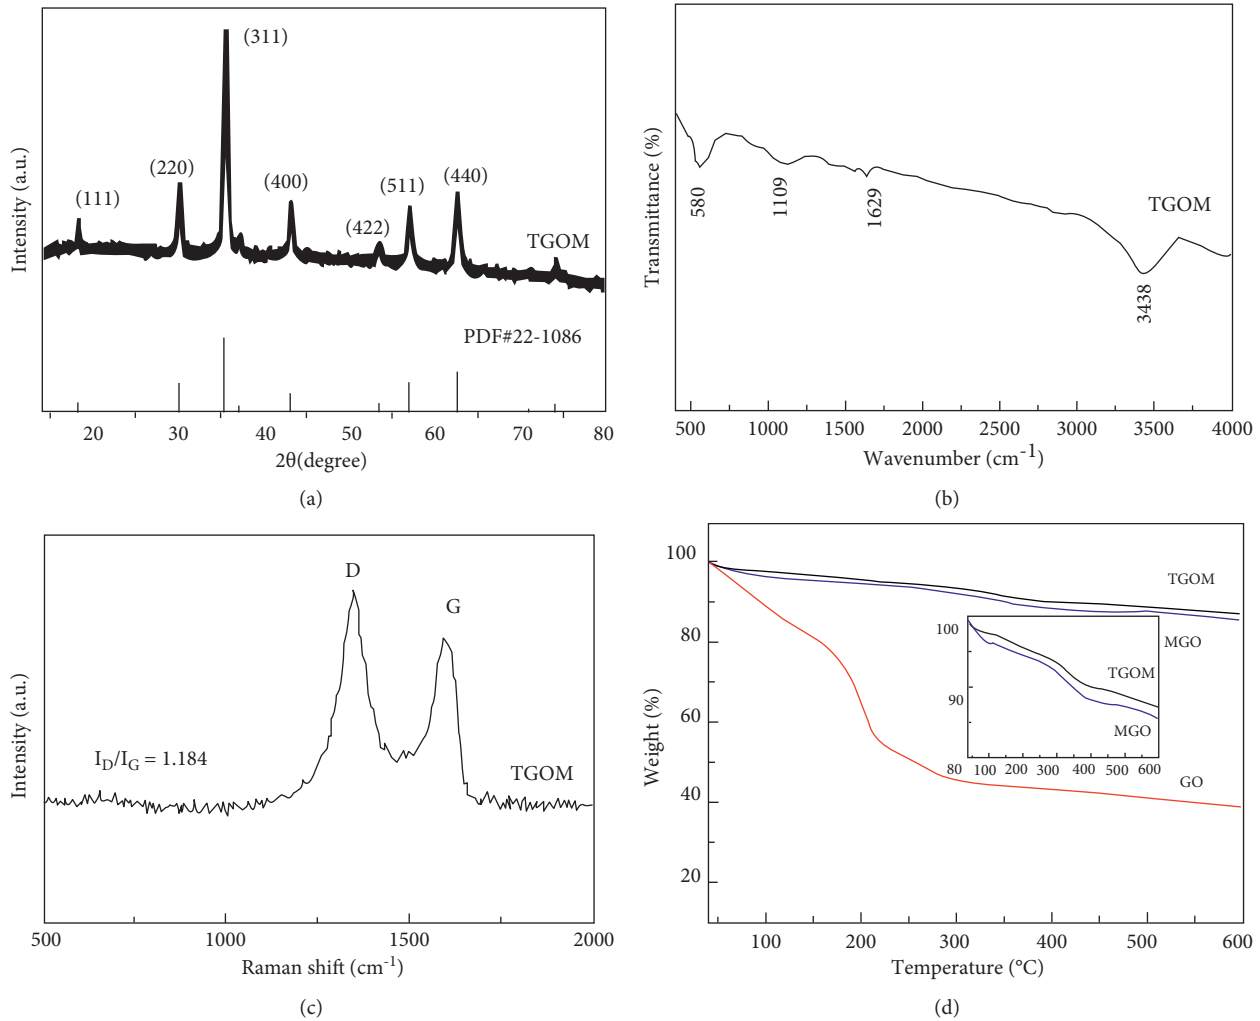 Intensity (a.u.)
(111)
(220)
(311)
(400)
(422)
(511)
(440)
TGOM
PDF#22-1086
20 30 40 50 60 70 80
2θ(degree)
(a)
Transmittance (%)
580
1109
1629
3438
TGOM
500 1000 1500 2000 2500 3000 3500 4000
Wavenumber (cm-1)
(b)
Intensity (a.u.)
D
G
ID/IG = 1.184
TGOM
500 1000 1500 2000
Raman shift (cm-1)
(c)
Weight (%)
100
80
60
40
20
TGOM
MGO
GO
100
90
80
TGOM
MGO
100 200 300 400 500 600
100 200 300 400 500 600
Temperature (°C)
(d)